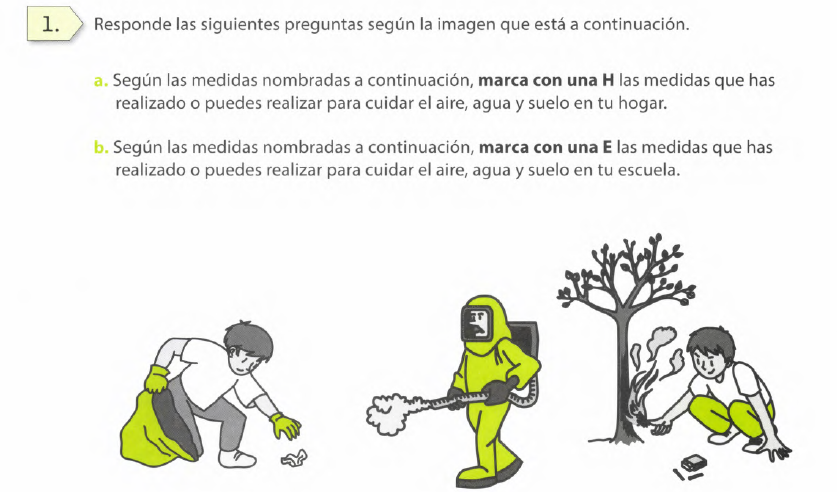 1. Responde las siguientes preguntas según la imagen que está a continuación.
a. Según las medidas nombradas a continuación, marca con una H las medidas que has
realizado o puedes realizar para cuidar el aire, agua y suelo en tu hogar.
b. Según las medidas nombradas a continuación, marca con una E las medidas que has
realizado o puedes realizar para cuidar el aire, agua y suelo en tu escuela.